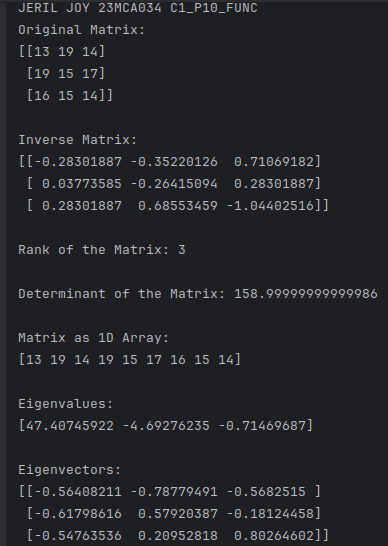 JERIL JOY 23MCA034 C1_P10_FUNC
Original Matrix:
[[13 19 14]
 [19 15 17]
 [16 15 14]]
Inverse Matrix:
[[-0.28301887 -0.35220126  0.71069182]
 [ 0.03773585 -0.26415094  0.28301887]
 [ 0.28301887  0.68553459 -1.04402516]]
Rank of the Matrix: 3
Determinant of the Matrix: 158.99999999999986
Matrix as 1D Array:
[13 19 14 19 15 17 16 15 14]
Eigenvalues:
[47.40745922 -4.69276235 -0.71469687]
Eigenvectors:
[[-0.56408211 -0.78779491 -0.5682515 ]
 [-0.61798616  0.57920387 -0.18124458]
 [-0.54763536  0.20952818  0.80264602]]